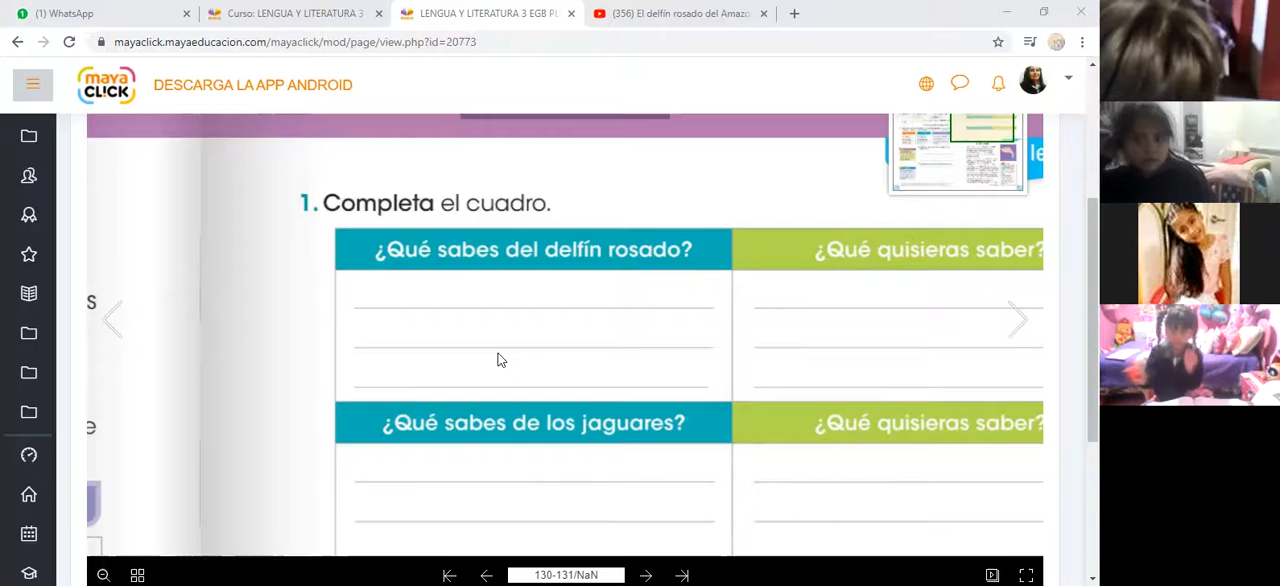 (1) WhatsApp
Curso: LENGUA Y LITERATURA 3
LENGUA Y LITERATURA 3 EGB PL
(356) El delfín rosado del Amazo
mayaclick.mayaeducacion.com/mayaclick/mod/page/view.php?id=20773
maya
CLICK
DESCARGA LA APP ANDROID
le
1. Completa el cuadro.
¿Qué sabes del delfín rosado?
¿Qué quisieras saber?
s
¿Qué sabes de los jaguares?
¿Qué quisieras saber?
e
130-131/NaN